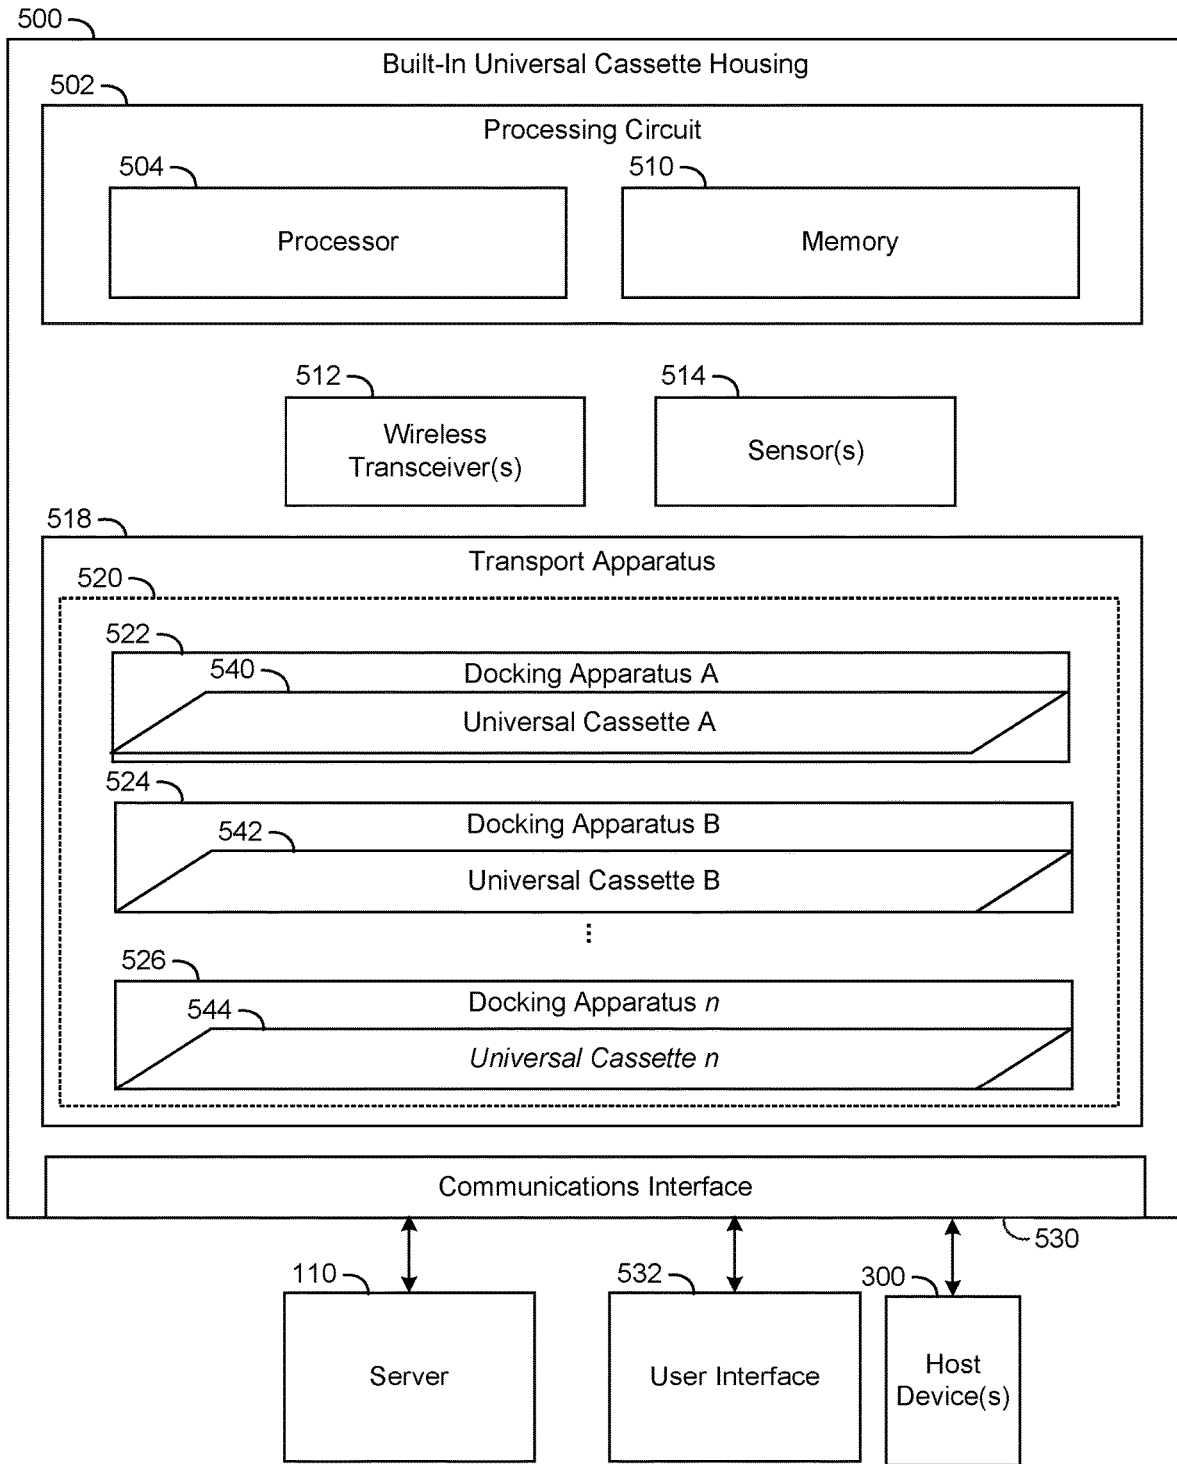 500
Built-In Universal Cassette Housing
502
Processing Circuit
504
510
Processor
Memory
512
514
Wireless
Transceiver(s)
Sensor(s)
518
Transport Apparatus
520
522
540
Docking Apparatus A
Universal Cassette A
524
542
Docking Apparatus B
Universal Cassette B
...
526
544
Docking Apparatus n
Universal Cassette n
Communications Interface
530
110
532
300
Server
User Interface
Host
Device(s)